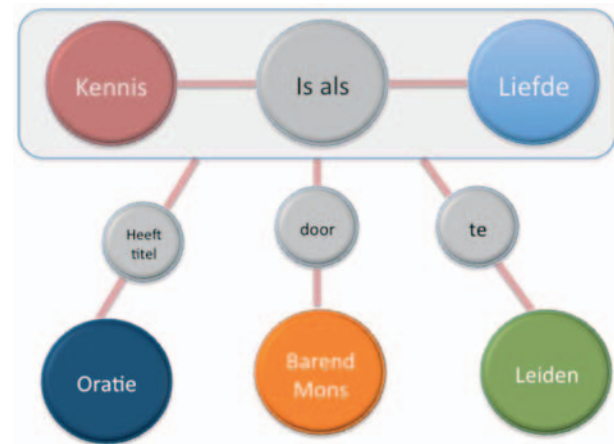 Kennis
Is als
Liefde
Heeft
titel
door
te
Oratie
Barend
Mons
Leiden